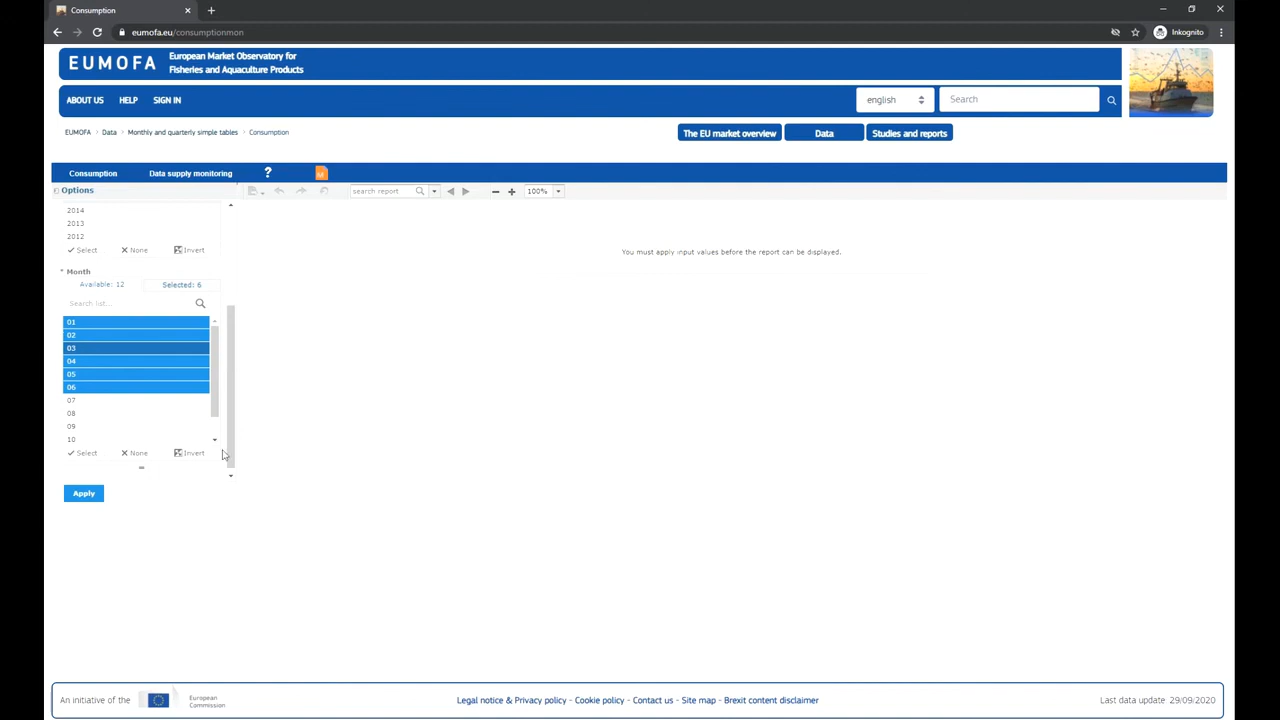 Consumption
eumofa.eu/consumptionmon
Inkognito
EUMOFA
European Market Observatory for
Fisheries and Aquaculture Products
ABOUT US HELP SIGN IN
english
Search
EUMOFA Data Monthly and quarterly simple tables Consumption
The EU market overview Data Studies and reports
Consumption Data supply monitoring ?
Options
search report
100%
2014
2013
2012
Select None Invert
You must apply input values before the report can be displayed.
* Month
Available: 12 Selected: 6
Search list...
01
02
03
04
05
06
07
08
09
10
Select None Invert
Apply
An initiative of the
European
Commission
Legal notice & Privacy policy - Cookie policy - Contact us - Site map - Brexit content disclaimer
Last data update 29/09/2020